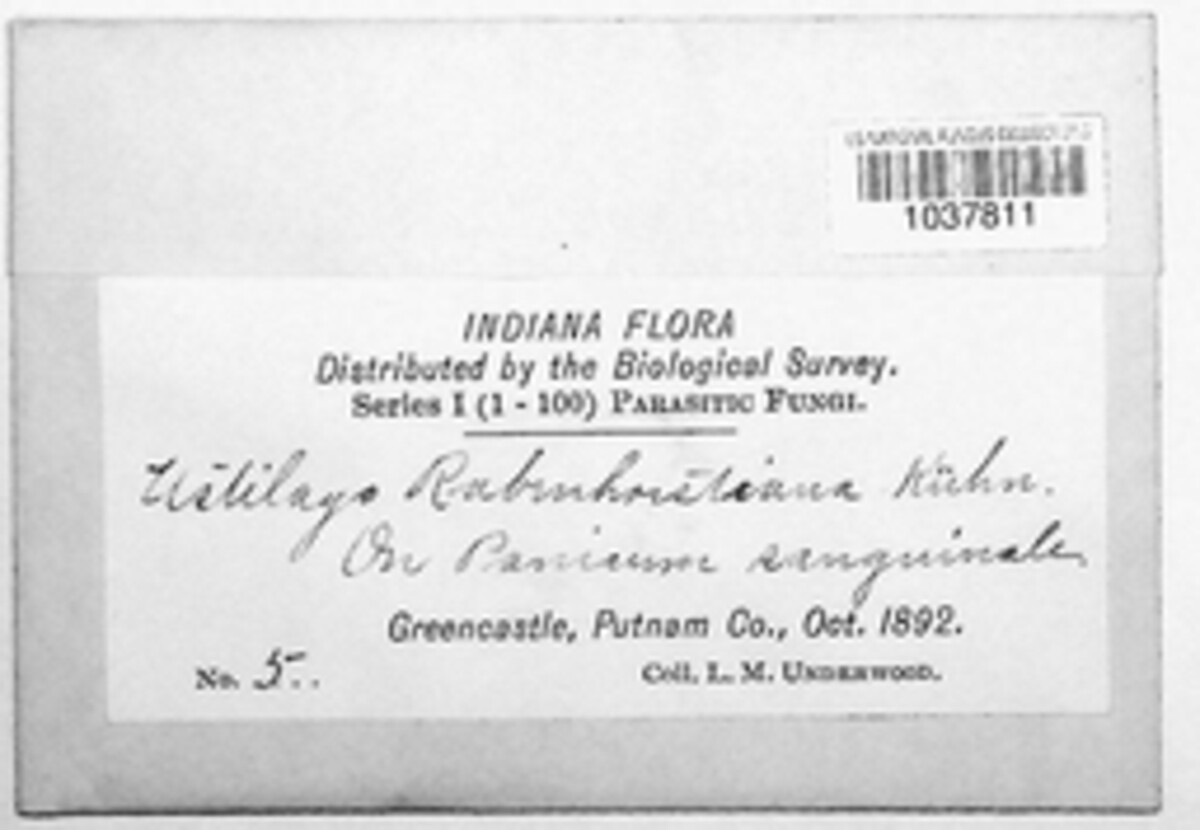 1037811
INDIANA FLORA
Distributed by the Biological Survey.
Series I (1 - 100) PARASITIC FUNGI.
Ustilago Rabenhorstiana Kühn.
On Panicum sanguinale
Greencastle, Putnam Co., Oct. 1892.
No. 5..
Coll. L. M. UNDERWOOD.